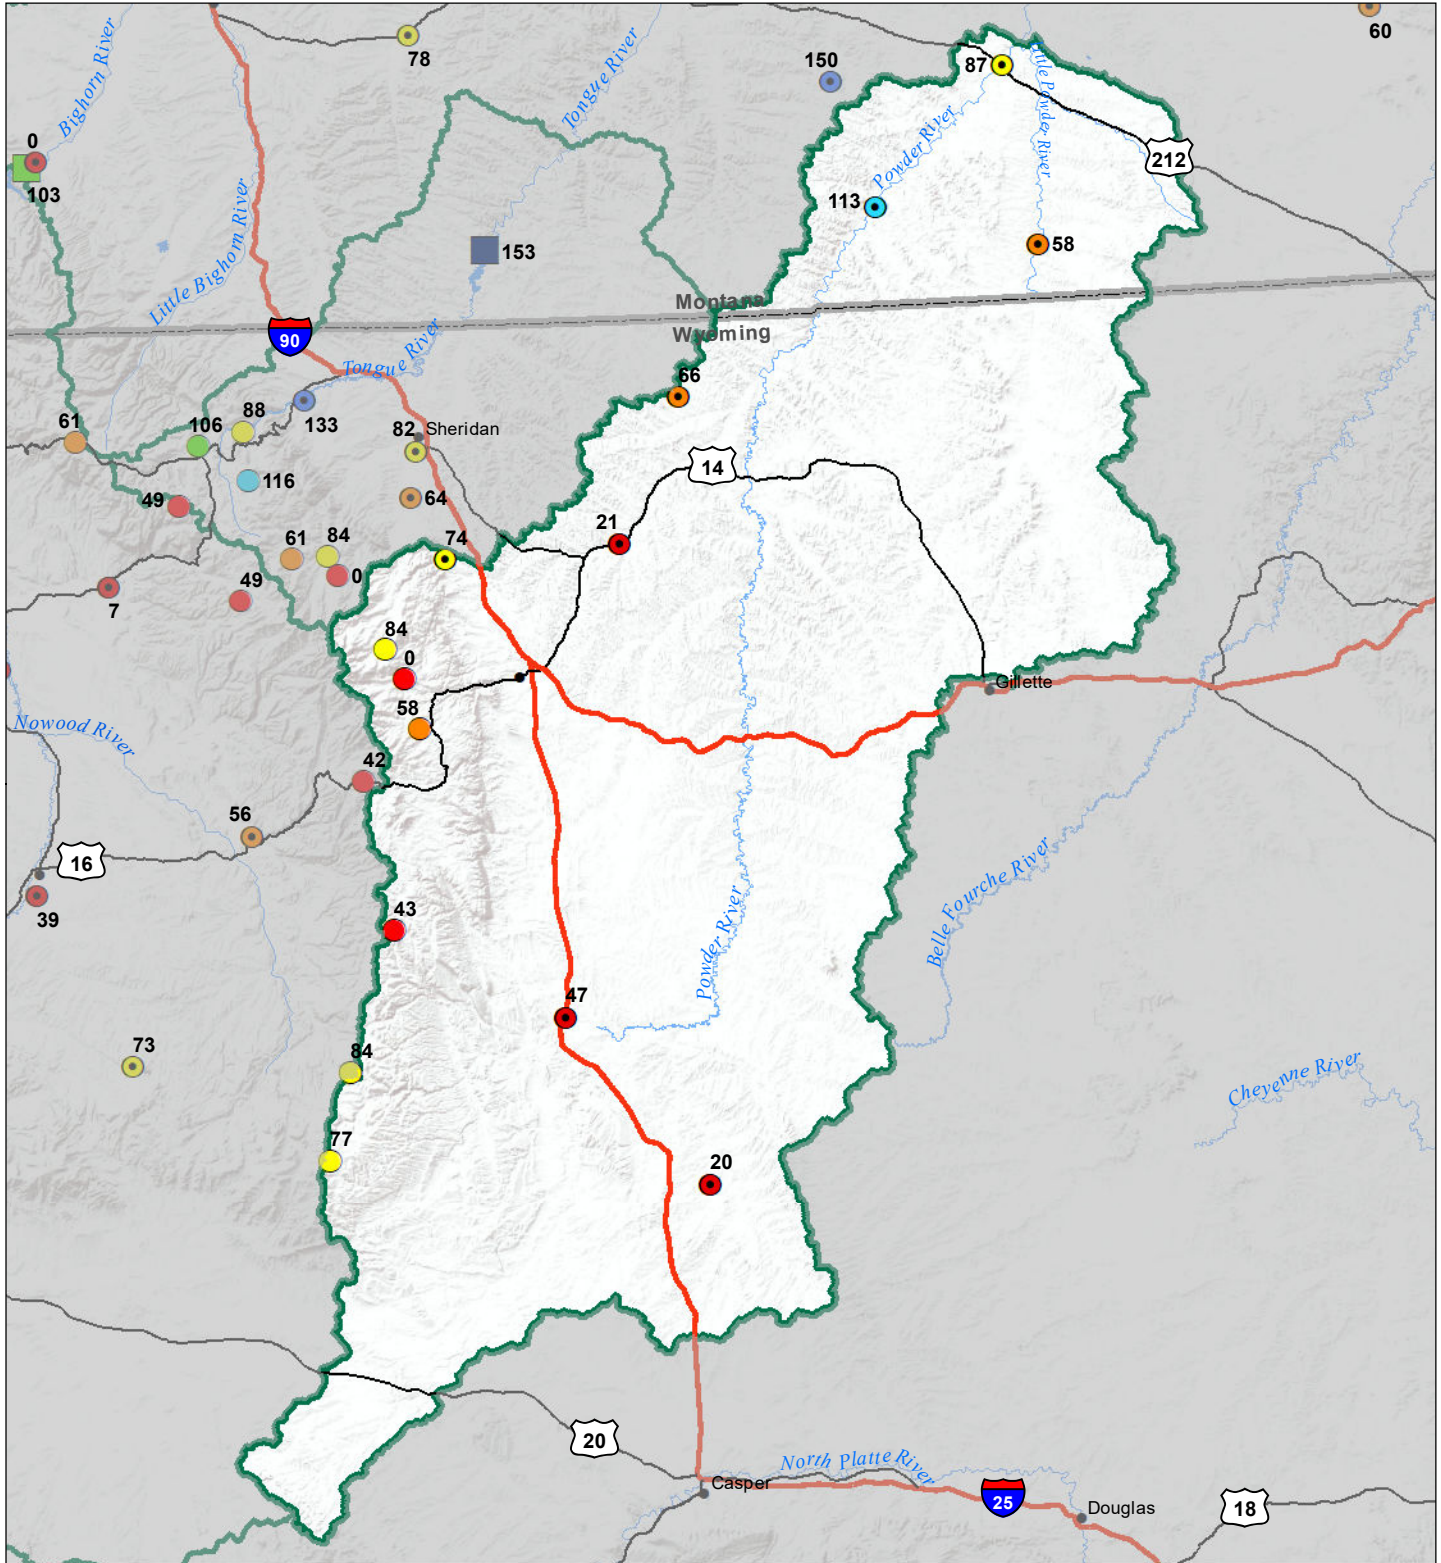 60
78
Bighorn River
Tongue River
150
87
Little Powder River
0
103
Powder River
212
113
Little Bighorn River
153
58
Montana
Wyoming
90
Tongue River
66
61
106
88
133
82
Sheridan
14
116
64
49
21
61
84
74
0
49
7
84
0
Gillette
58
Nowood River
42
56
16
39
43
Powder River
Belle Fourche River
47
73
84
Cheyenne River
77
20
20
North Platte River
Casper
25
Douglas
18